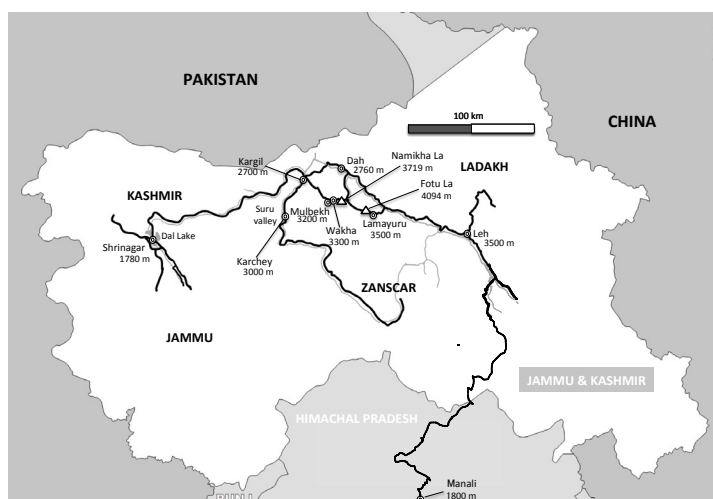 PAKISTAN
CHINA
100 km
Kargil
2700 m
Dah
2760 m
Namikha La
3719 m
LADAKH
Fotu La
4094 m
KASHMIR
Suru
valley
Mulbekh
3200 m
Wakha
3300 m
Lamayuru
3500 m
Leh
3500 m
Dal Lake
Shrinagar
1780 m
Karchey
3000 m
ZANSCAR
JAMMU
JAMMU & KASHMIR
HIMACHAL PRADESH
Manali
1800 m